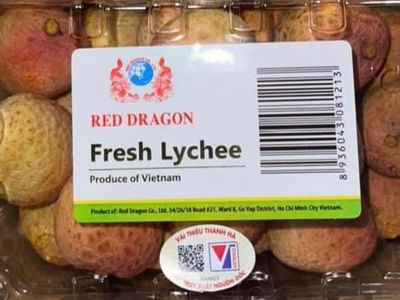 RED DRAGON
Fresh Lychee
Produce of Vietnam
Product of: Red Dragon Co., Ltd. 54/26/18 Road #21, Ward 8, Go Vap District, Ho Chi Minh City Vietnam.
8 936043 081213
VẢI THIỀU THANH HÀ
TRUY XUẤT NGUỒN GỐC